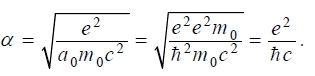 α = √(e²/(a₀m₀c²)) = √(e²e²m₀/(ħ²m₀c²)) = e²/(ħc).